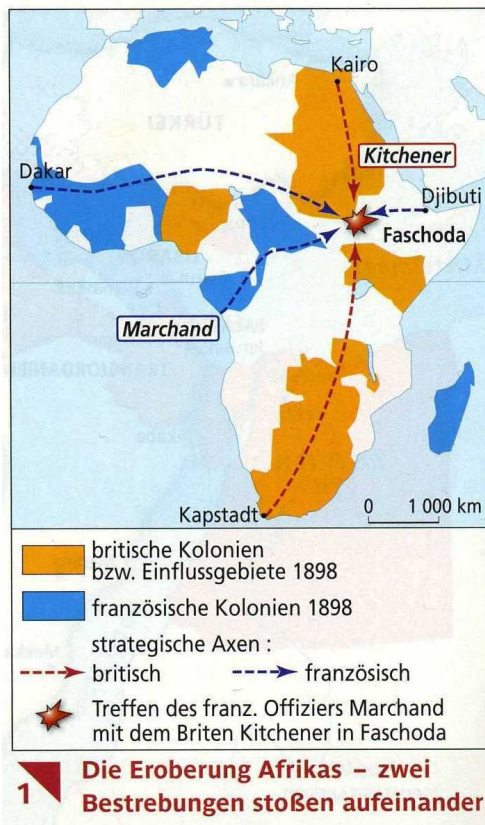 Kairo
Kitchener
Dakar
Djibuti
Faschoda
Marchand
Kapstadt
0 1 000 km
britische Kolonien
bzw. Einflussgebiete 1898
französische Kolonien 1898
strategische Axen :
britisch
französisch
Treffen des franz. Offiziers Marchand
mit dem Briten Kitchener in Faschoda
1
Die Eroberung Afrikas – zwei
Bestrebungen stoßen aufeinander